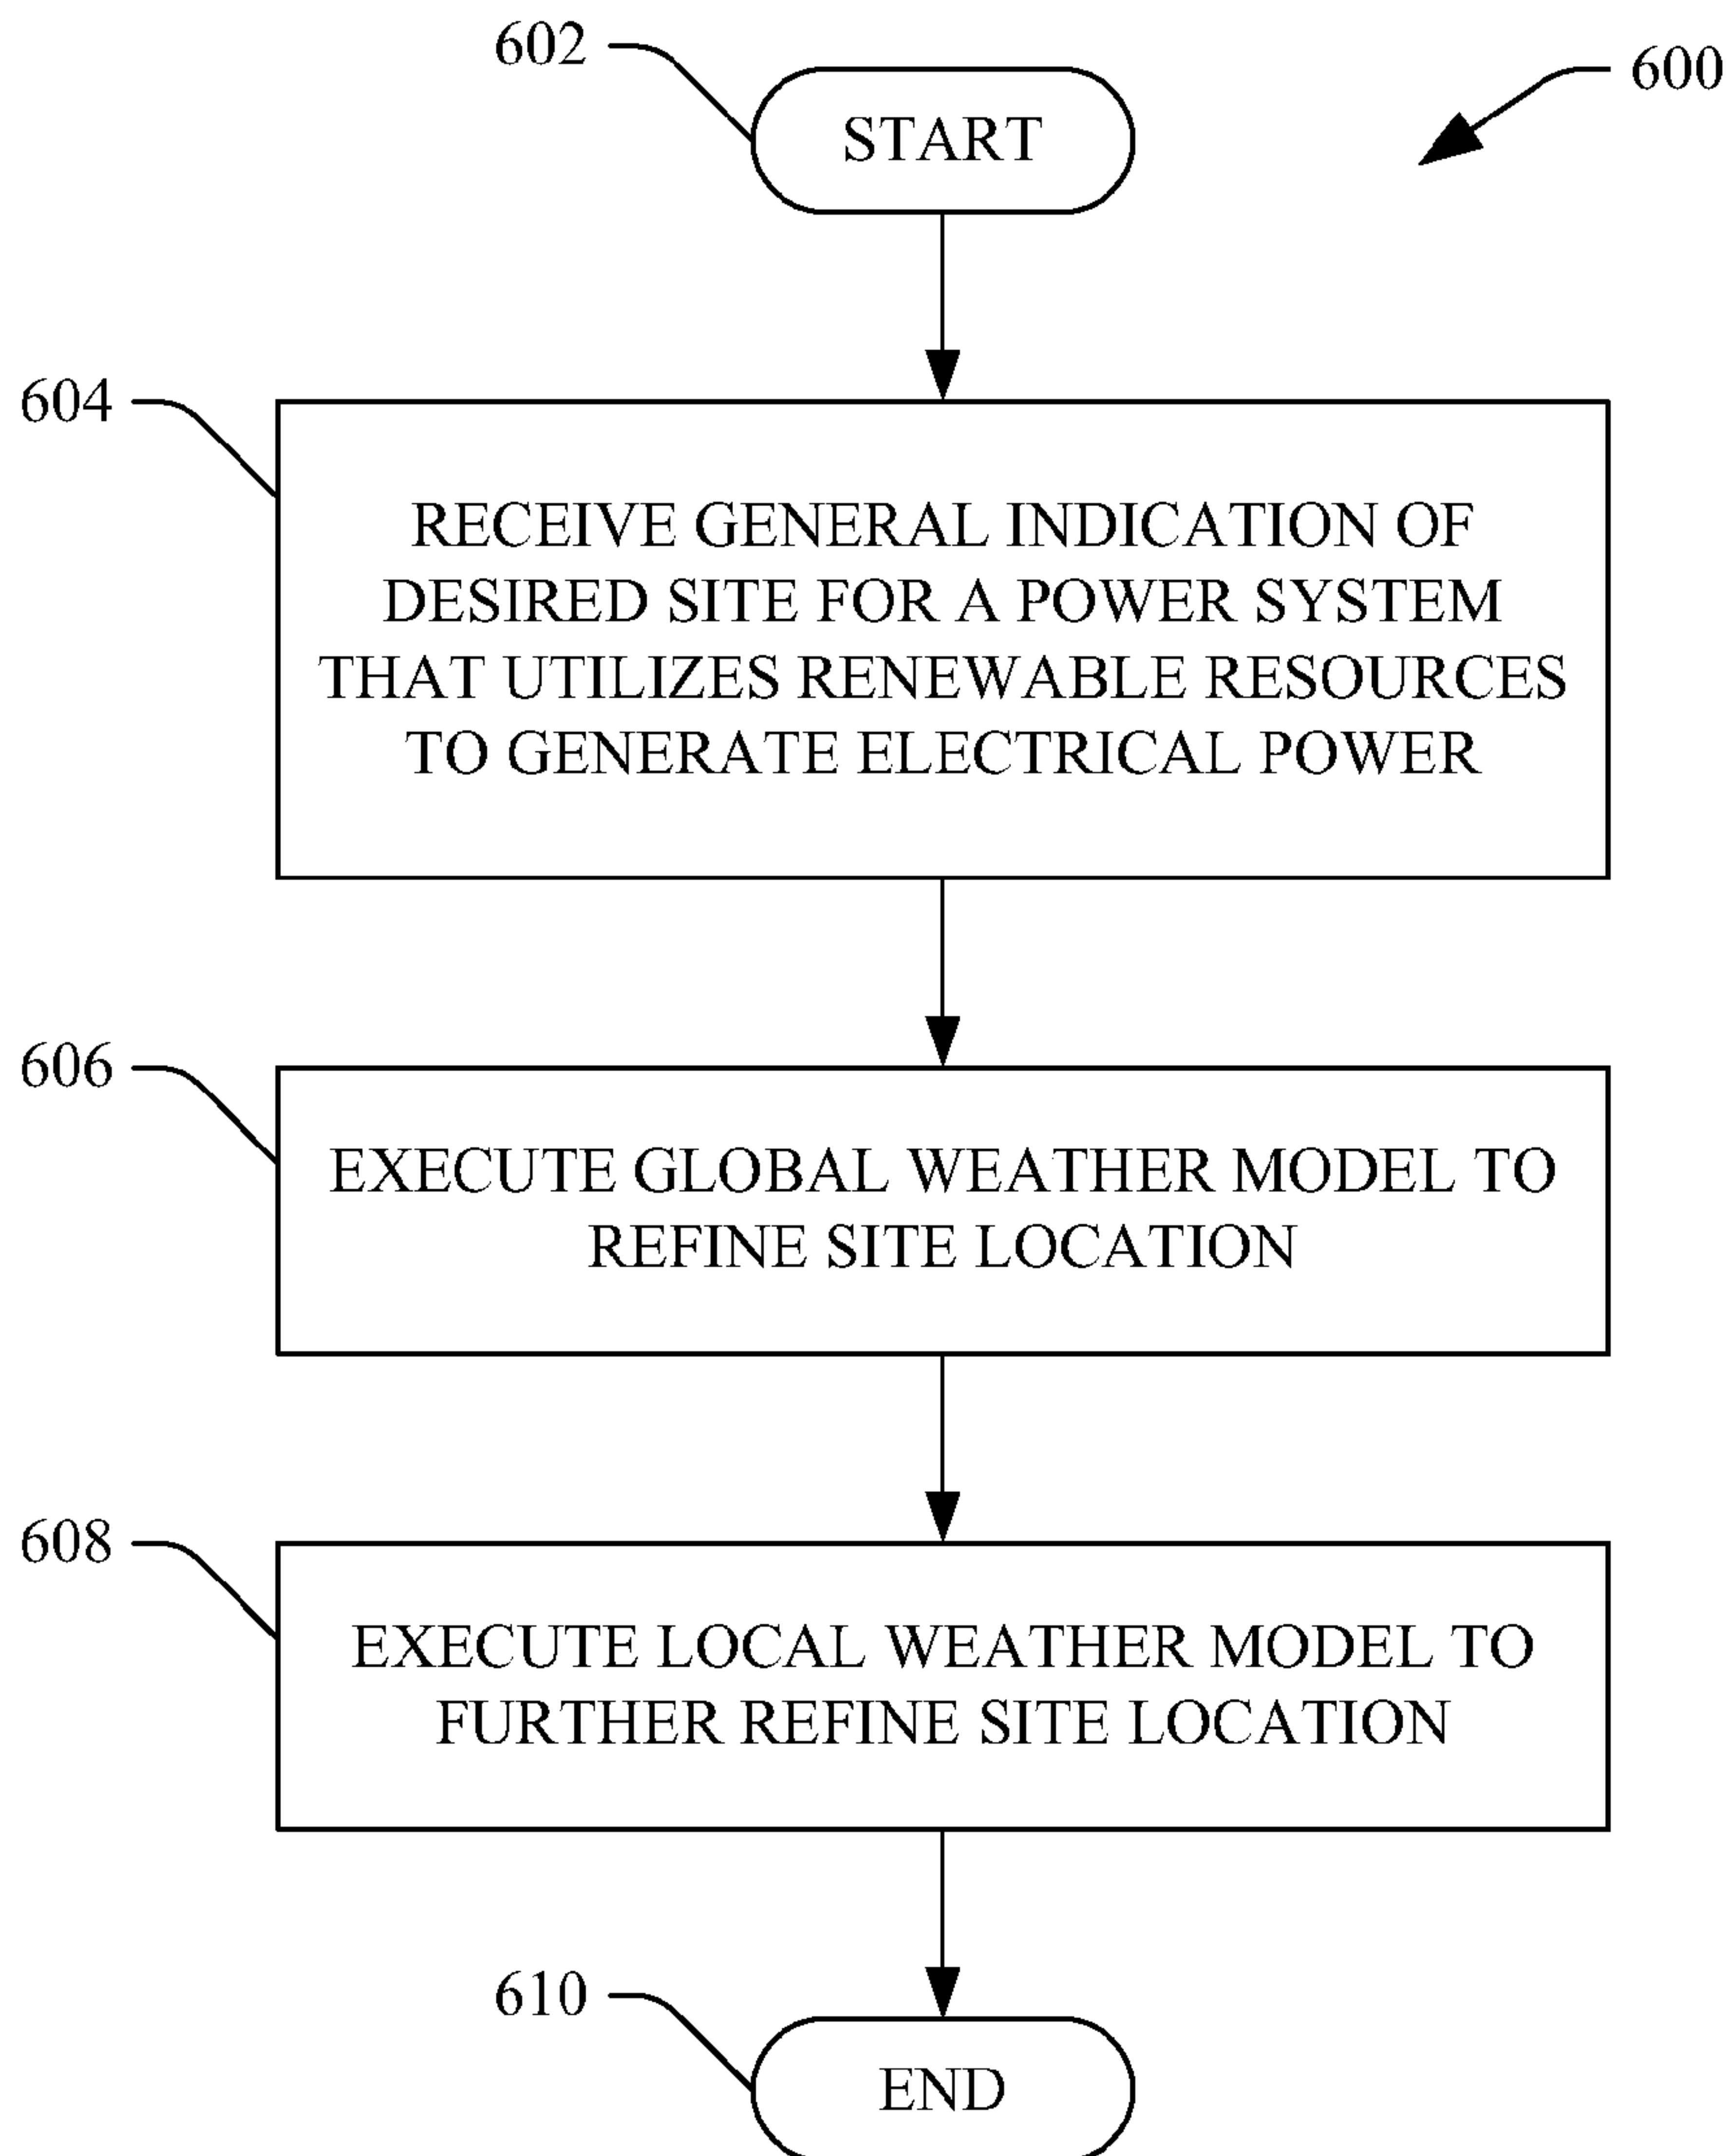 602
600
START
604
RECEIVE GENERAL INDICATION OF
DESIRED SITE FOR A POWER SYSTEM
THAT UTILIZES RENEWABLE RESOURCES
TO GENERATE ELECTRICAL POWER
606
EXECUTE GLOBAL WEATHER MODEL TO
REFINE SITE LOCATION
608
EXECUTE LOCAL WEATHER MODEL TO
FURTHER REFINE SITE LOCATION
610
END